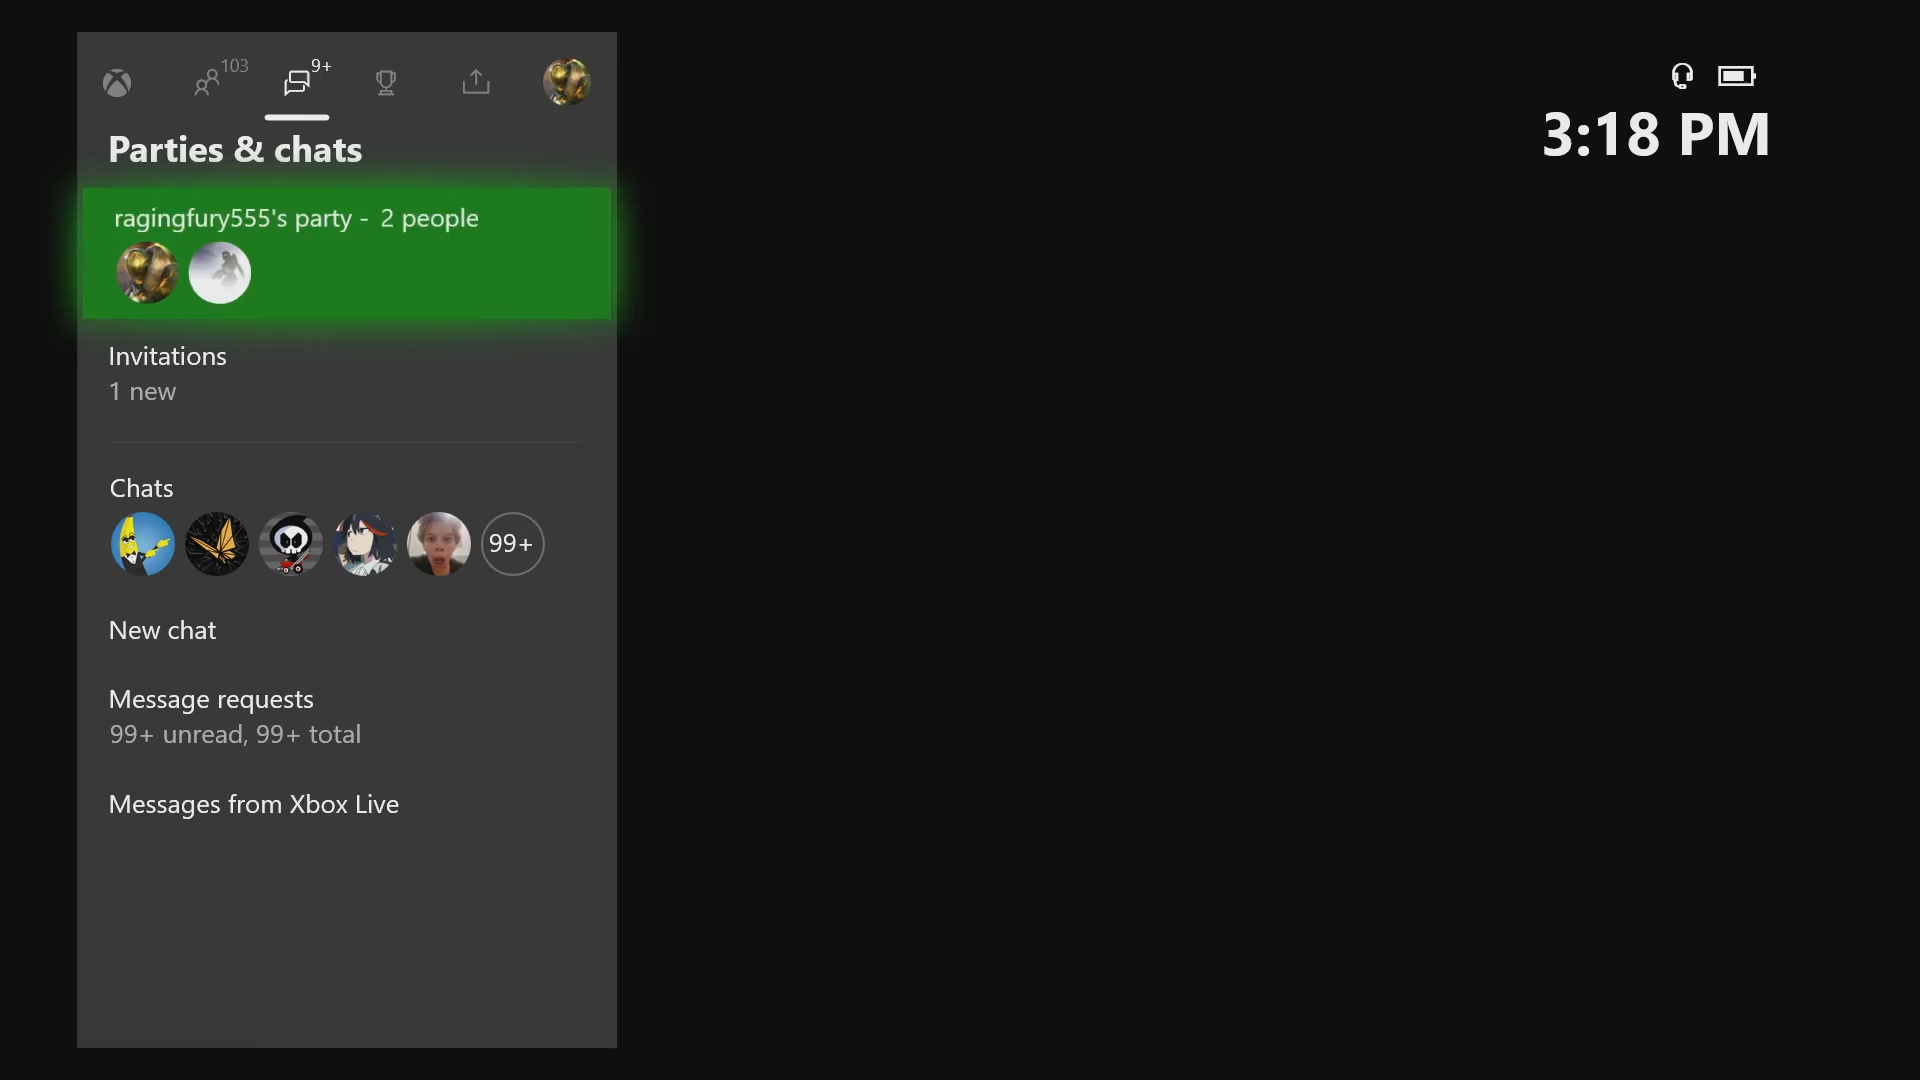 103
9+
3:18 PM
Parties & chats
ragingfury555's party - 2 people
Invitations
1 new
Chats
99+
New chat
Message requests
99+ unread, 99+ total
Messages from Xbox Live